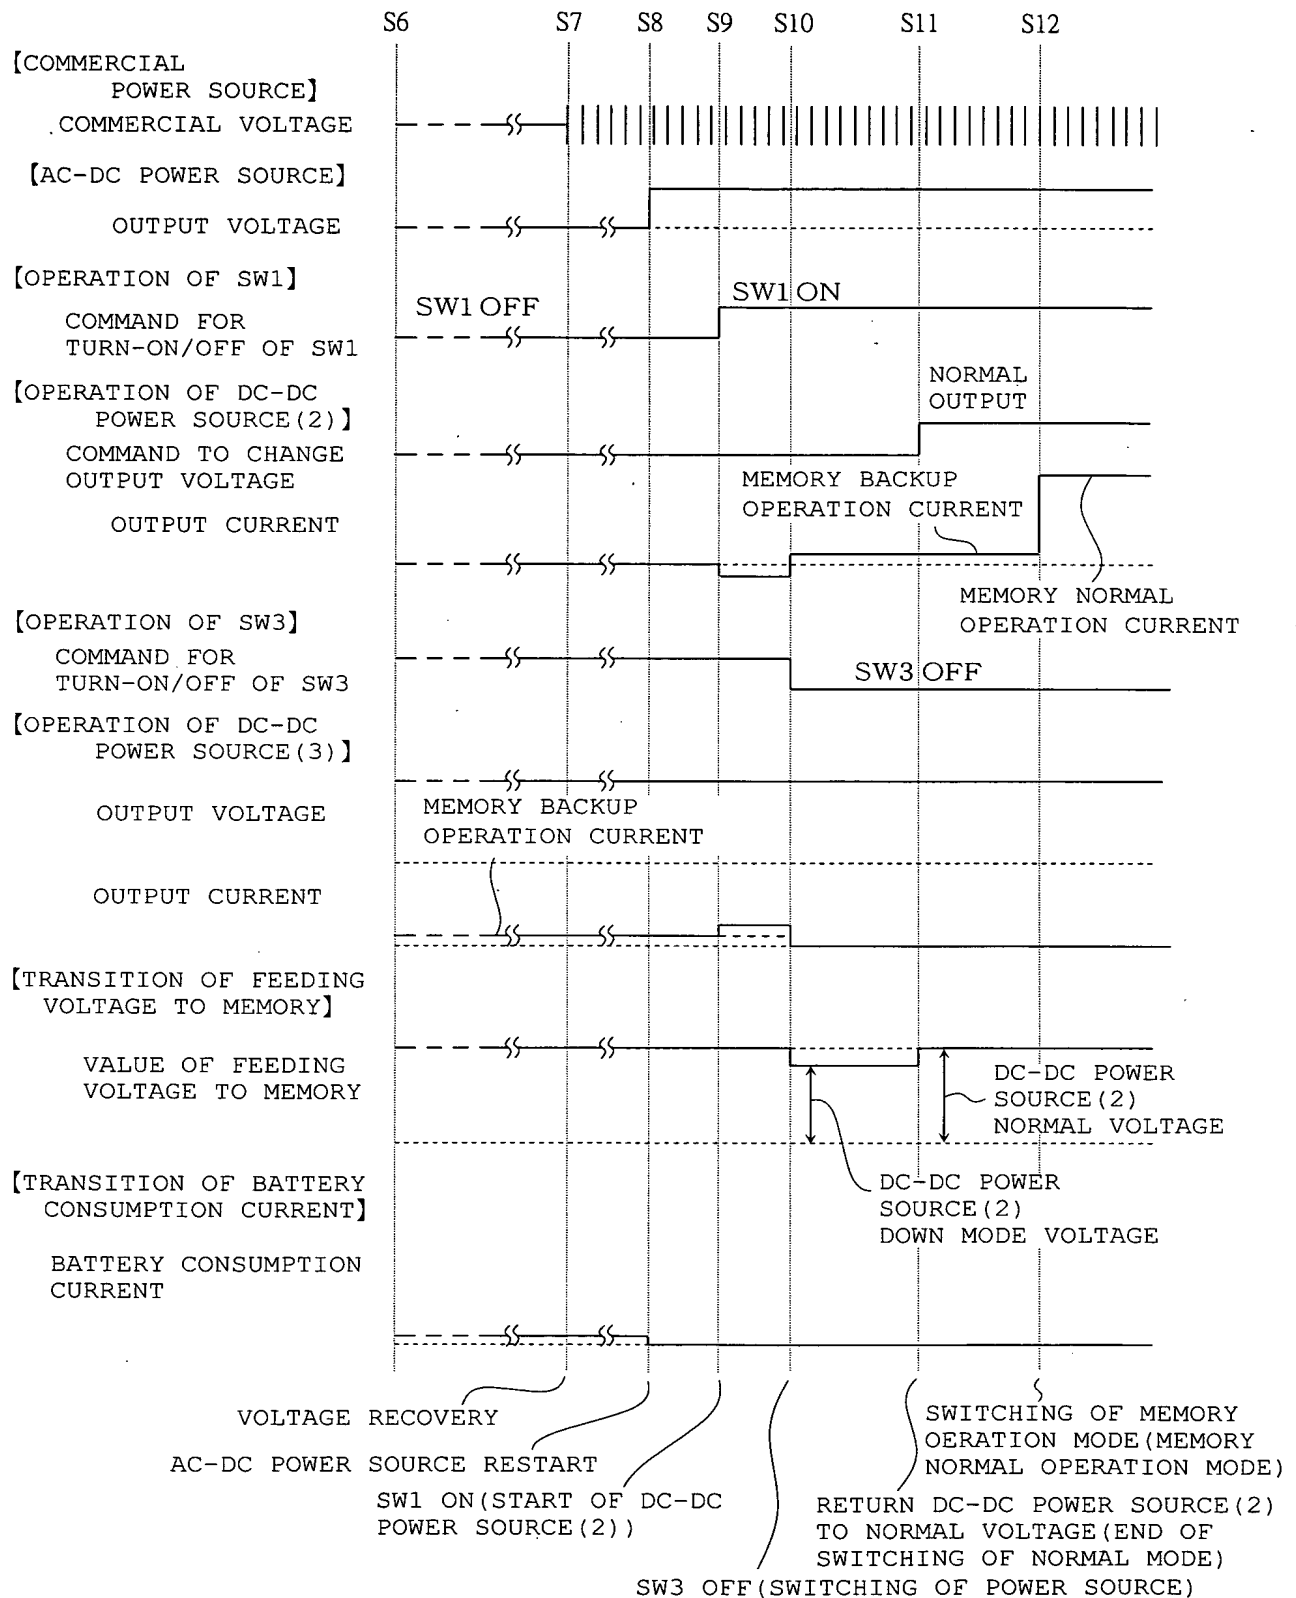 S6 S7 S8 S9 S10 S11 S12
【COMMERCIAL
POWER SOURCE】
COMMERCIAL VOLTAGE
【AC-DC POWER SOURCE】
OUTPUT VOLTAGE
【OPERATION OF SW1】
SW1 OFF
SW1 ON
COMMAND FOR
TURN-ON/OFF OF SW1
【OPERATION OF DC-DC
POWER SOURCE(2)】
NORMAL
OUTPUT
COMMAND TO CHANGE
OUTPUT VOLTAGE
MEMORY BACKUP
OPERATION CURRENT
OUTPUT CURRENT
MEMORY NORMAL
OPERATION CURRENT
【OPERATION OF SW3】
COMMAND FOR
TURN-ON/OFF OF SW3
SW3 OFF
【OPERATION OF DC-DC
POWER SOURCE(3)】
OUTPUT VOLTAGE
MEMORY BACKUP
OPERATION CURRENT
OUTPUT CURRENT
【TRANSITION OF FEEDING
VOLTAGE TO MEMORY】
VALUE OF FEEDING
VOLTAGE TO MEMORY
DC-DC POWER
SOURCE(2)
NORMAL VOLTAGE
DC-DC POWER
SOURCE(2)
DOWN MODE VOLTAGE
【TRANSITION OF BATTERY
CONSUMPTION CURRENT】
BATTERY CONSUMPTION
CURRENT
VOLTAGE RECOVERY
AC-DC POWER SOURCE RESTART
SW1 ON(START OF DC-DC
POWER SOURCE(2))
SWITCHING OF MEMORY
OERATION MODE(MEMORY
NORMAL OPERATION MODE)
RETURN DC-DC POWER SOURCE(2)
TO NORMAL VOLTAGE(END OF
SWITCHING OF NORMAL MODE)
SW3 OFF(SWITCHING OF POWER SOURCE)